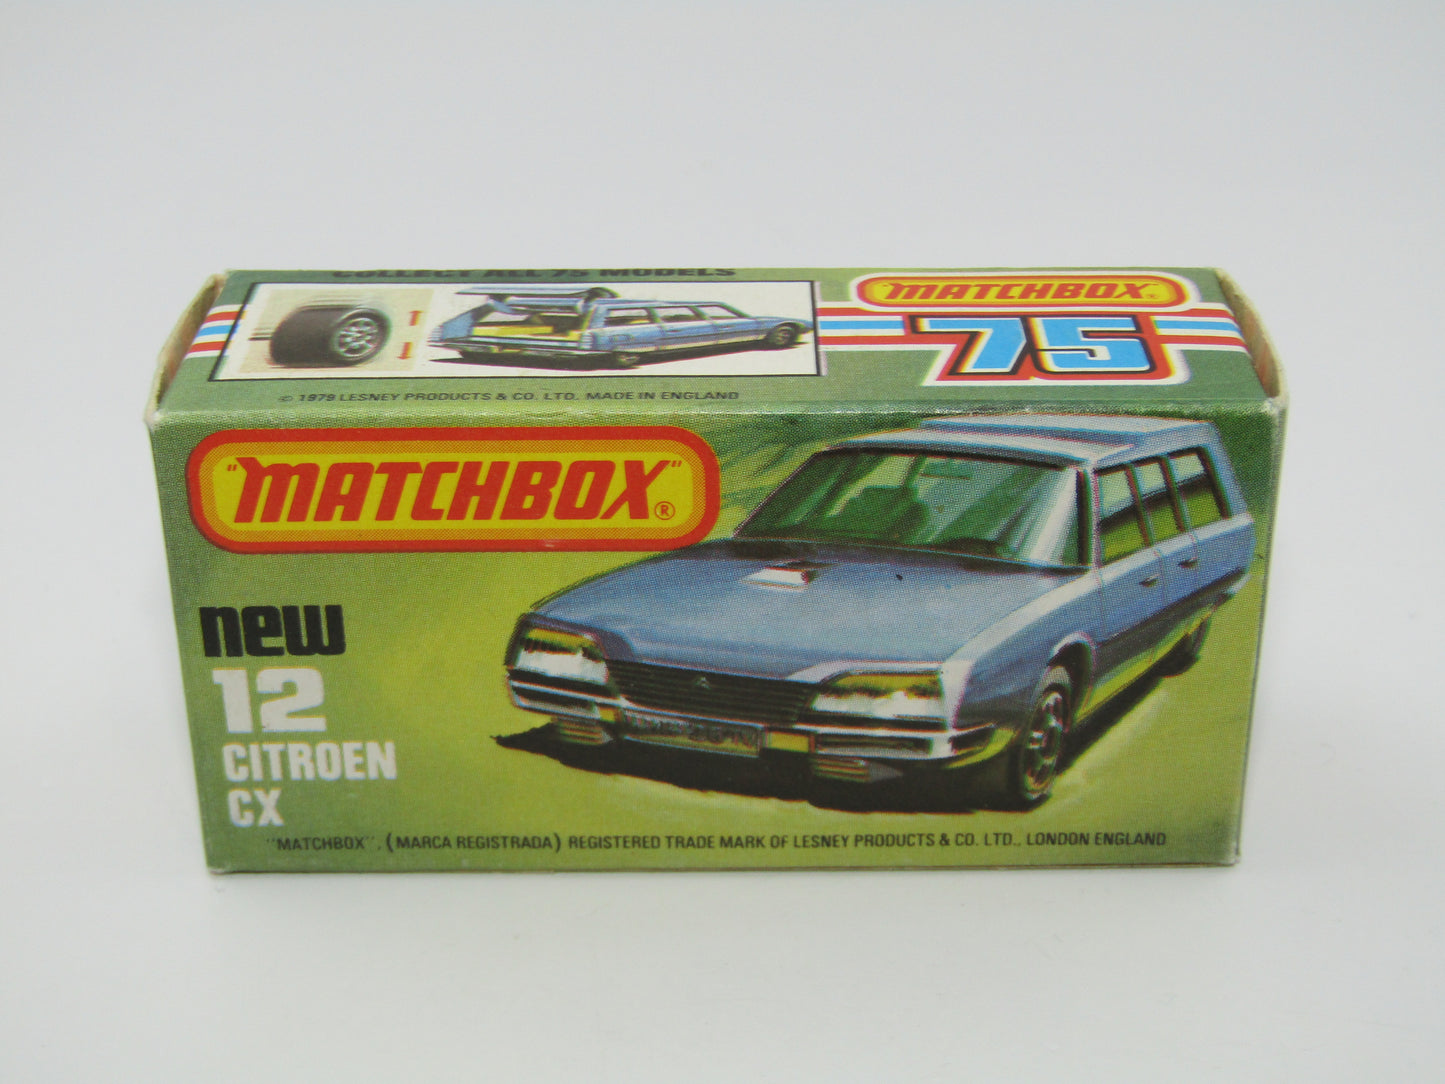 COLLECT ALL 75 MODELS
MATCHBOX®
75
© 1979 LESNEY PRODUCTS & CO. LTD. MADE IN ENGLAND
"MATCHBOX"®
new
12
CITROEN
CX
"MATCHBOX", (MARCA REGISTRADA) REGISTERED TRADE MARK OF LESNEY PRODUCTS & CO. LTD., LONDON ENGLAND